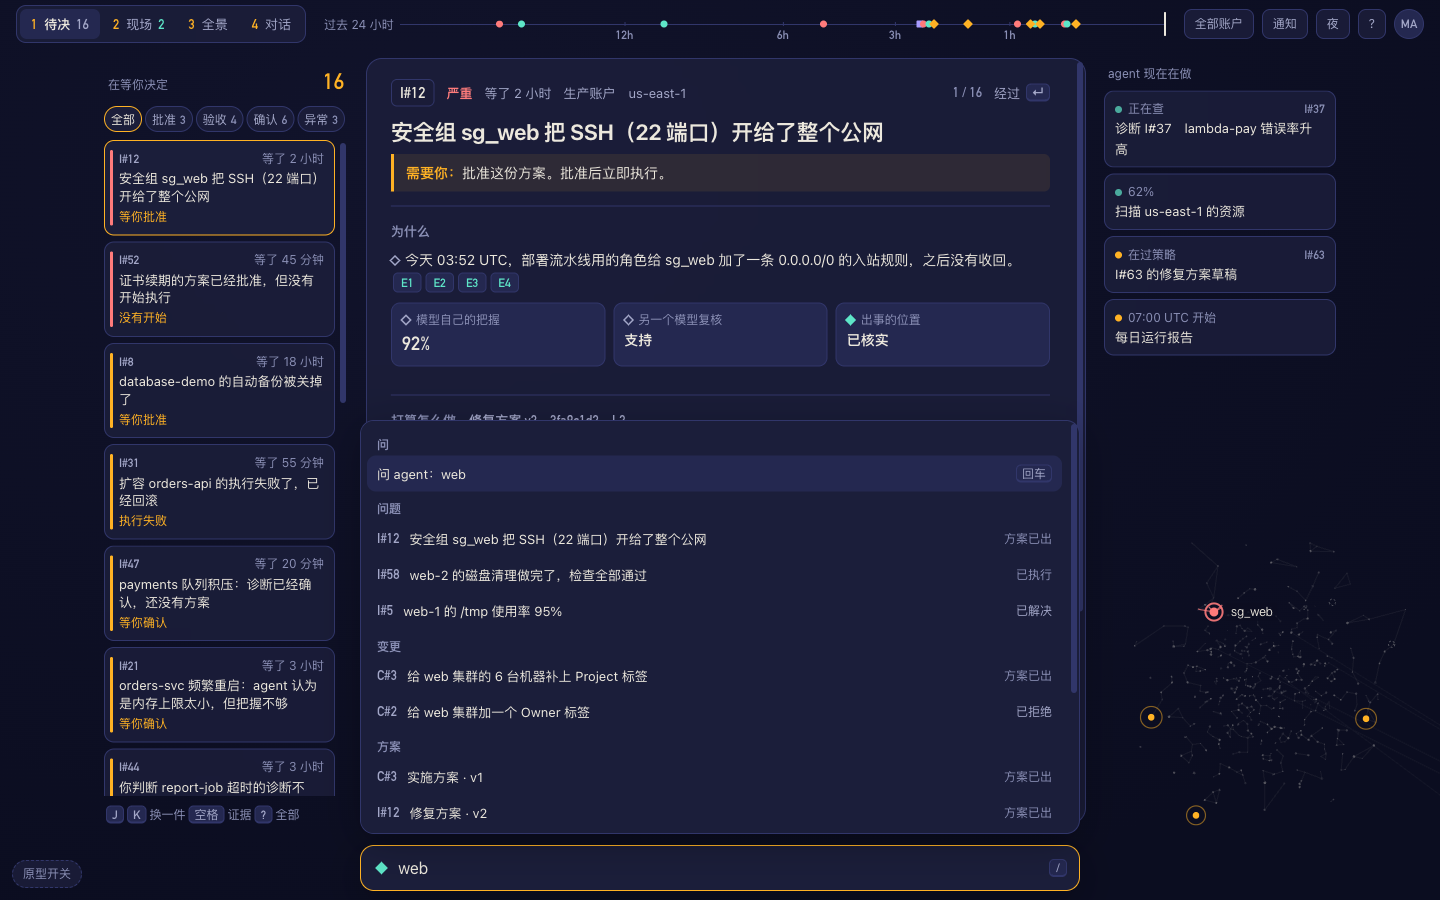 1 待决 16 2 现场 2 3 全景 4 对话
过去 24 小时
12h 6h 3h 1h
全部账户 通知 夜 ? MA
在等你决定 16
全部 批准 3 验收 4 确认 6 异常 3
I#12 等了 2 小时
安全组 sg_web 把 SSH（22 端口）
开给了整个公网
等你批准
I#52 等了 45 分钟
证书续期的方案已经批准，但没有
开始执行
没有开始
I#8 等了 18 小时
database-demo 的自动备份被关掉
了
等你批准
I#31 等了 55 分钟
扩容 orders-api 的执行失败了，已
经回滚
执行失败
I#47 等了 20 分钟
payments 队列积压：诊断已经确
认，还没有方案
等你确认
I#21 等了 3 小时
orders-svc 频繁重启：agent 认为
是内存上限太小，但把握不够
等你确认
I#44 等了 3 小时
你判断 report-job 超时的诊断不
J K 换一件 空格 证据 ? 全部
原型开关
I#12 严重 等了 2 小时 生产账户 us-east-1 1 / 16 经过 ↵
安全组 sg_web 把 SSH（22 端口）开给了整个公网
需要你：批准这份方案。批准后立即执行。
为什么
今天 03:52 UTC，部署流水线用的角色给 sg_web 加了一条 0.0.0.0/0 的入站规则，之后没有收回。
E1 E2 E3 E4
模型自己的把握
92%
另一个模型复核
支持
出事的位置
已核实
打算怎么做 修复方案 v2
问
问 agent：web 回车
问题
I#12 安全组 sg_web 把 SSH（22 端口）开给了整个公网 方案已出
I#58 web-2 的磁盘清理做完了，检查全部通过 已执行
I#5 web-1 的 /tmp 使用率 95% 已解决
变更
C#3 给 web 集群的 6 台机器补上 Project 标签 方案已出
C#2 给 web 集群加一个 Owner 标签 已拒绝
方案
C#3 实施方案 · v1 方案已出
I#12 修复方案 · v2 方案已出
web /
agent 现在在做
正在查 I#37
诊断 I#37 lambda-pay 错误率升
高
62%
扫描 us-east-1 的资源
在过策略 I#63
I#63 的修复方案草稿
07:00 UTC 开始
每日运行报告
sg_web